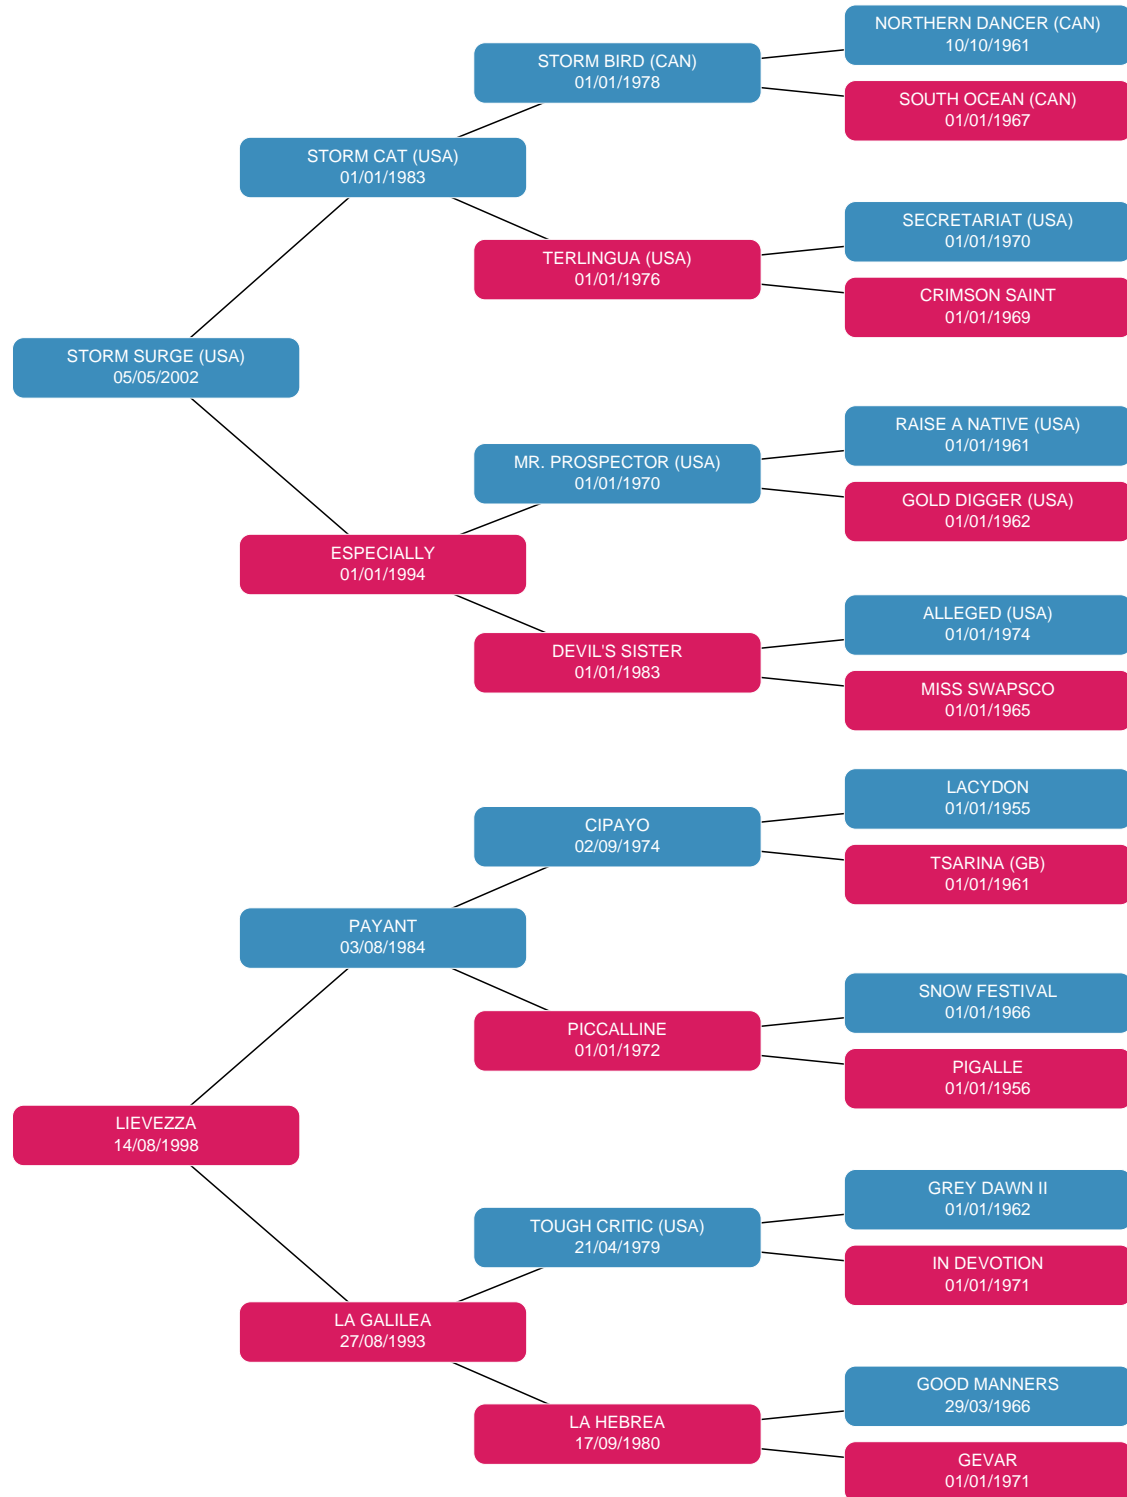 NORTHERN DANCER (CAN)
10/10/1961
STORM BIRD (CAN)
01/01/1978
SOUTH OCEAN (CAN)
01/01/1967
STORM CAT (USA)
01/01/1983
SECRETARIAT (USA)
01/01/1970
TERLINGUA (USA)
01/01/1976
CRIMSON SAINT
01/01/1969
STORM SURGE (USA)
05/05/2002
RAISE A NATIVE (USA)
01/01/1961
MR. PROSPECTOR (USA)
01/01/1970
GOLD DIGGER (USA)
01/01/1962
ESPECIALLY
01/01/1994
ALLEGED (USA)
01/01/1974
DEVIL'S SISTER
01/01/1983
MISS SWAPSCO
01/01/1965
LACYDON
01/01/1955
CIPAYO
02/09/1974
TSARINA (GB)
01/01/1961
PAYANT
03/08/1984
SNOW FESTIVAL
01/01/1966
PICCALLINE
01/01/1972
PIGALLE
01/01/1956
LIEVEZZA
14/08/1998
GREY DAWN II
01/01/1962
TOUGH CRITIC (USA)
21/04/1979
IN DEVOTION
01/01/1971
LA GALILEA
27/08/1993
GOOD MANNERS
29/03/1966
LA HEBREA
17/09/1980
GEVAR
01/01/1971